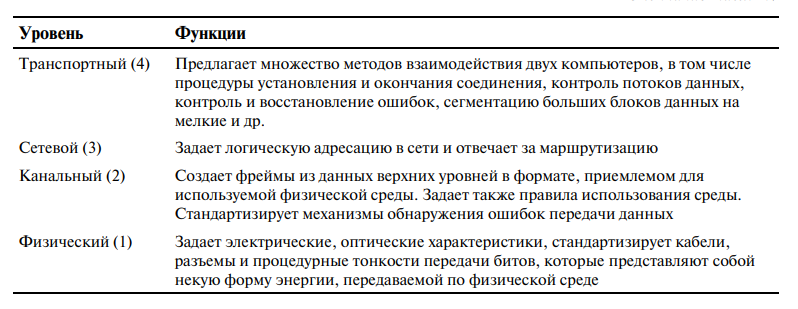 Уровень Функции
Транспортный (4) Предлагает множество методов взаимодействия двух компьютеров, в том числе
процедуры установления и окончания соединения, контроль потоков данных,
контроль и восстановление ошибок, сегментацию больших блоков данных на
мелкие и др.
Сетевой (3) Задает логическую адресацию в сети и отвечает за маршрутизацию
Канальный (2) Создает фреймы из данных верхних уровней в формате, приемлемом для
используемой физической среды. Задает также правила использования среды.
Стандартизирует механизмы обнаружения ошибок передачи данных
Физический (1) Задает электрические, оптические характеристики, стандартизирует кабели,
разъемы и процедурные тонкости передачи битов, которые представляют собой
некую форму энергии, передаваемой по физической среде